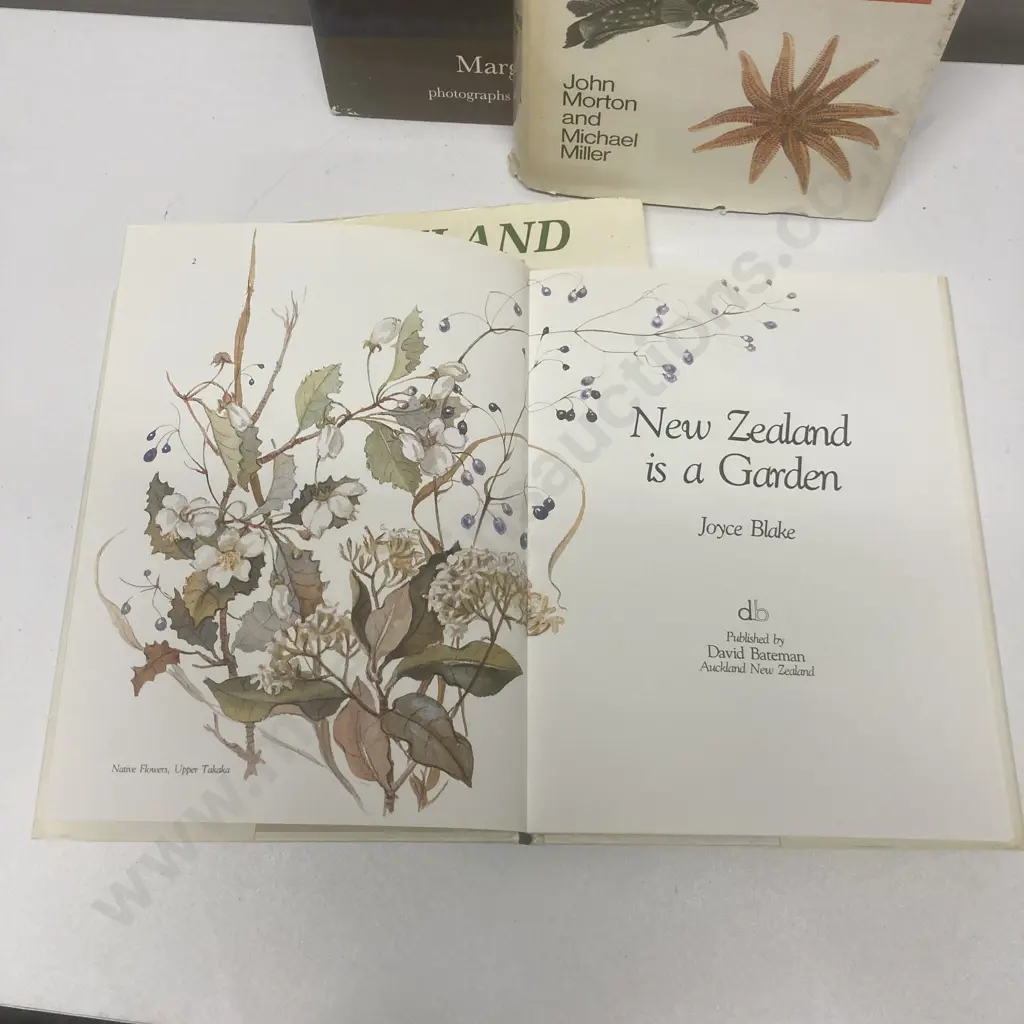 Marg
photographs
John
Morton
and
Michael
Miller
LAND
2
New Zealand
is a Garden
Joyce Blake
db
Published by
David Bateman
Auckland New Zealand
Native Flowers, Upper Takaka